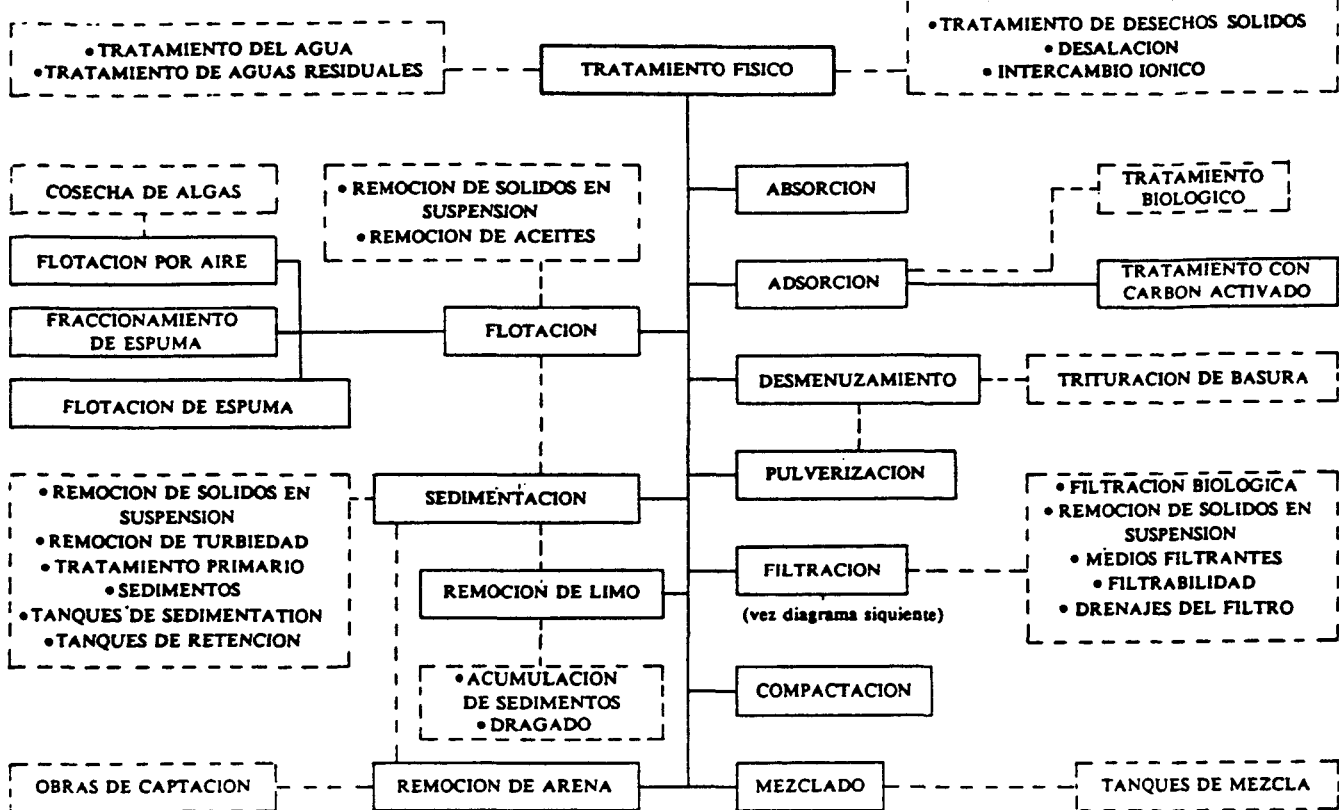 • TRATAMIENTO DEL AGUA
• TRATAMIENTO DE AGUAS RESIDUALES
TRATAMIENTO FISICO
• TRATAMIENTO DE DESECHOS SOLIDOS
• DESALACION
• INTERCAMBIO IONICO
COSECHA DE ALGAS
FLOTACION POR AIRE
FRACCIONAMIENTO
DE ESPUMA
FLOTACION DE ESPUMA
• REMOCION DE SOLIDOS EN
SUSPENSION
• REMOCION DE ACEITES
FLOTACION
ABSORCION
ADSORCION
TRATAMIENTO
BIOLOGICO
TRATAMIENTO CON
CARBON ACTIVADO
DESMENUZAMIENTO
TRITURACION DE BASURA
PULVERIZACION
• REMOCION DE SOLIDOS EN
SUSPENSION
• REMOCION DE TURBIEDAD
• TRATAMIENTO PRIMARIO
• SEDIMENTOS
• TANQUES DE SEDIMENTATION
• TANQUES DE RETENCION
SEDIMENTACION
REMOCION DE LIMO
• ACUMULACION
DE SEDIMENTOS
• DRAGADO
FILTRACION
(vez diagrama siquiente)
• FILTRACION BIOLOGICA
• REMOCION DE SOLIDOS EN
SUSPENSION
• MEDIOS FILTRANTES
• FILTRABILIDAD
• DRENAJES DEL FILTRO
COMPACTACION
OBRAS DE CAPTACION
REMOCION DE ARENA
MEZCLADO
TANQUES DE MEZCLA